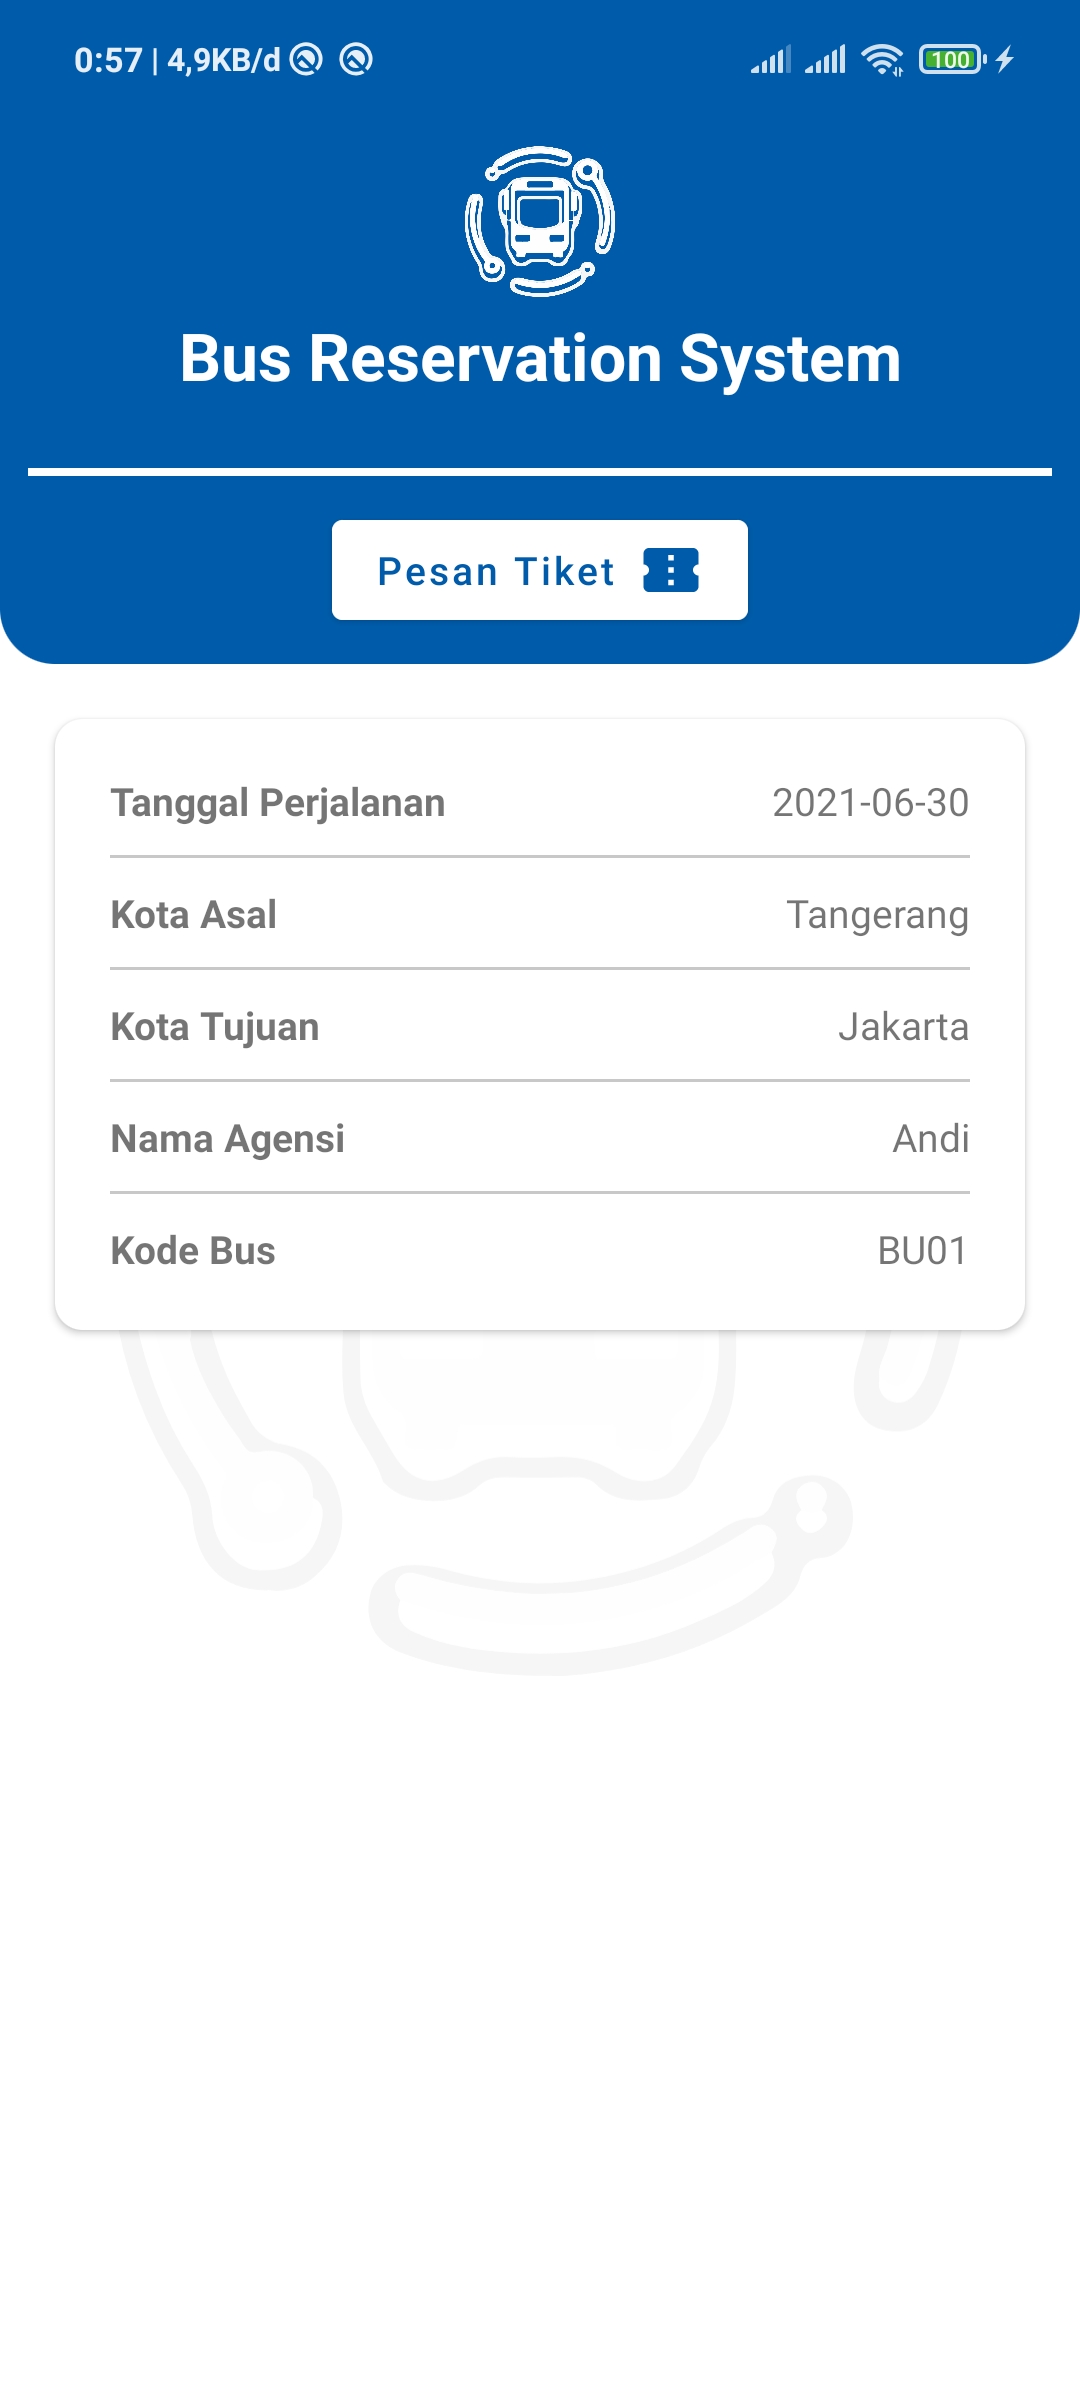 0:57 | 4,9KB/d
100
Bus Reservation System
Pesan Tiket
Tanggal Perjalanan 2021-06-30
Kota Asal Tangerang
Kota Tujuan Jakarta
Nama Agensi Andi
Kode Bus BU01